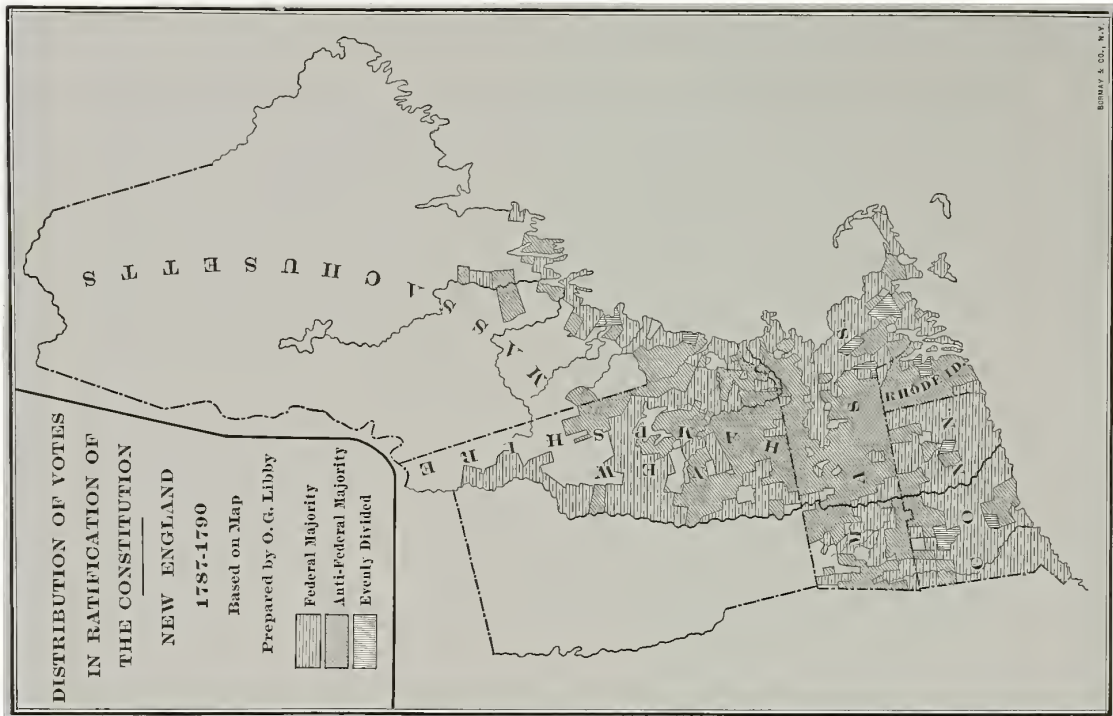 DISTRIBUTION OF VOTES
IN RATIFICATION OF
THE CONSTITUTION
NEW ENGLAND
1787-1790
Based on Map
Prepared by O. G. Libby
Federal Majority
Anti-Federal Majority
Evenly Divided
MASSACHUSETTS
NEW HAMPSHIRE
MASS
RHODE ID.
CONN
BORMAY & CO., N.Y.